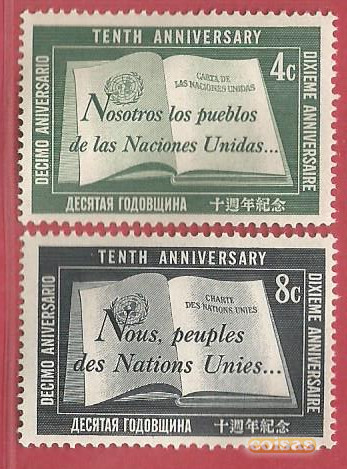 TENTH ANNIVERSARY
4c
DECIMO ANIVERSARIO
DIXIEME ANNIVERSAIRE
CARTA DE
LAS NACIONES UNIDAS
Nosotros los pueblos
de las Naciones Unidas...
ДЕСЯТАЯ ГОДОВЩИНА
十週年紀念
TENTH ANNIVERSARY
8c
DECIMO ANIVERSARIO
DIXIEME ANNIVERSAIRE
CHARTE
DES NATIONS UNIES
Nous, peuples
des Nations Unies...
ДЕСЯТАЯ ГОДОВЩИНА
十週年紀念
coisas